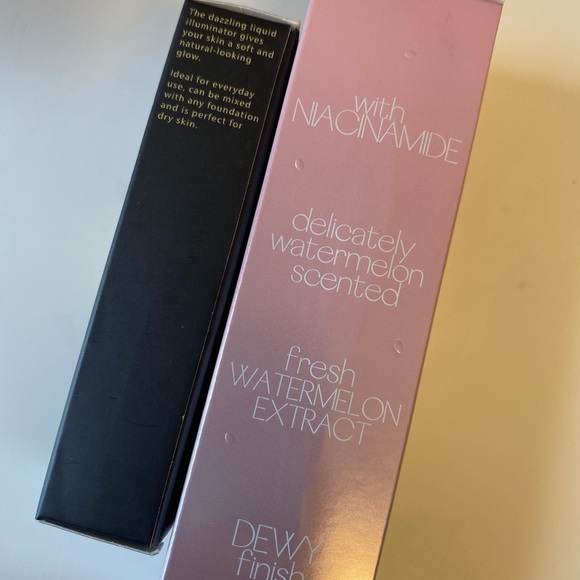 The dazzling liquid
illuminator gives
your skin a soft and
natural-looking
glow.
Ideal for everyday
use, can be mixed
with any foundation
and is perfect for
dry skin.
with
NIACINAMIDE
delicately
watermelon
scented
fresh
WATERMELON
EXTRACT
DEWY
finish